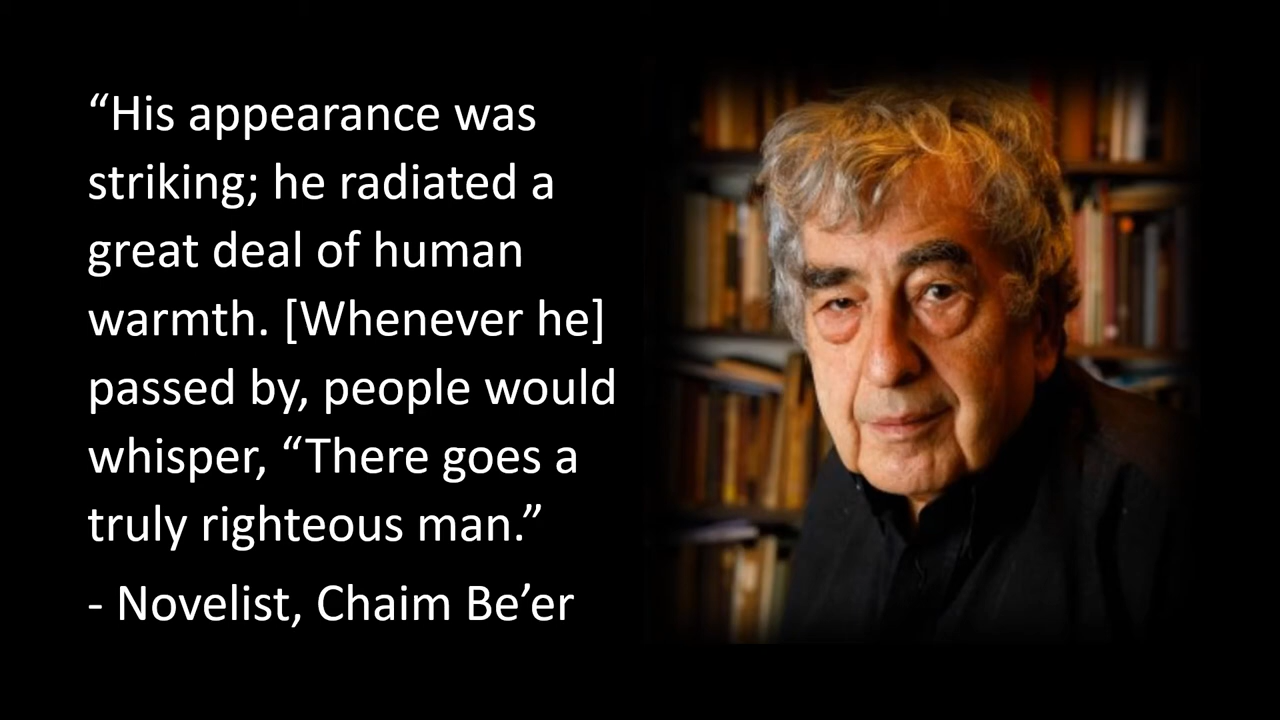 “His appearance was
striking; he radiated a
great deal of human
warmth. [Whenever he]
passed by, people would
whisper, “There goes a
truly righteous man.”
- Novelist, Chaim Be’er